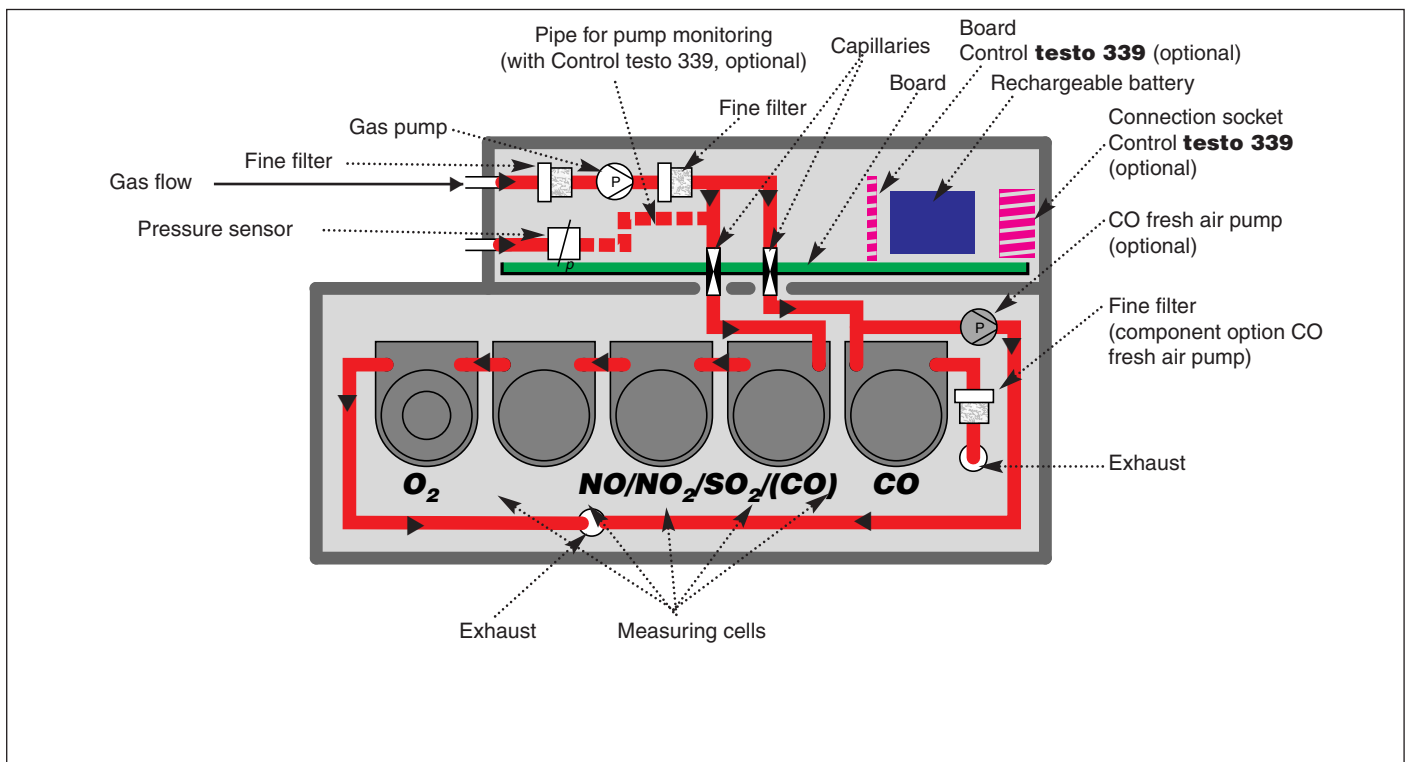 Pipe for pump monitoring
(with Control testo 339, optional)
Capillaries
Board
Control testo 339 (optional)
Board
Rechargeable battery
Fine filter
Gas pump
Fine filter
Gas flow
Pressure sensor
Connection socket
Control testo 339
(optional)
CO fresh air pump
(optional)
Fine filter
(component option CO
fresh air pump)
Exhaust
P
p
P
O₂
NO/NO₂/SO₂/(CO)
CO
Exhaust
Measuring cells